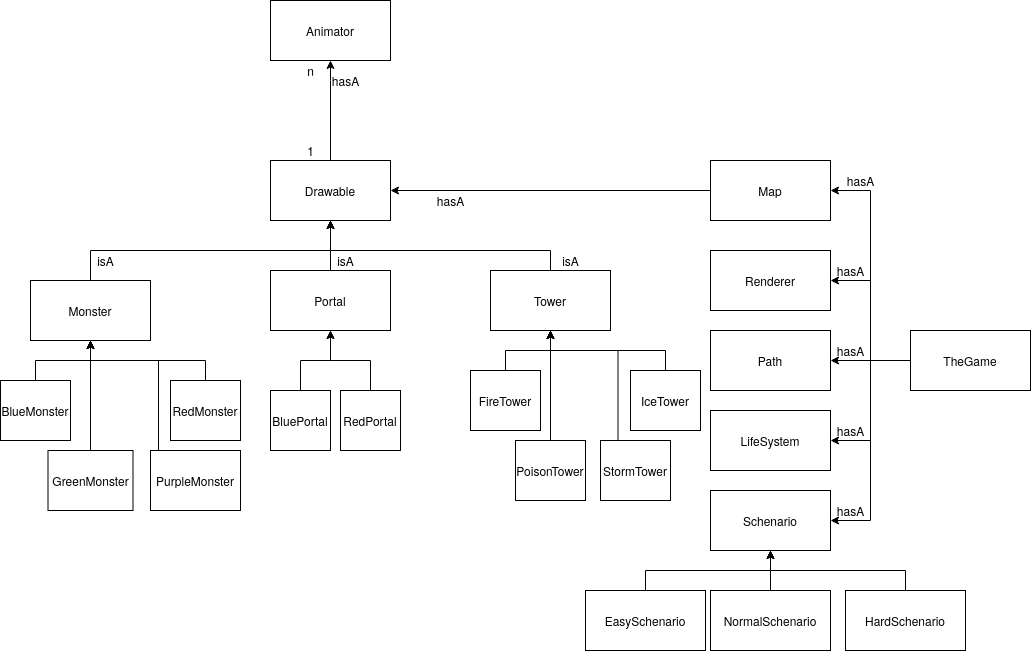 Animator
n
hasA
1
Drawable
hasA
Map
hasA
isA
isA
isA
Monster
Portal
Tower
Renderer
hasA
Path
hasA
TheGame
BlueMonster
RedMonster
BluePortal
RedPortal
FireTower
IceTower
LifeSystem
hasA
GreenMonster
PurpleMonster
PoisonTower
StormTower
Schenario
hasA
EasySchenario
NormalSchenario
HardSchenario